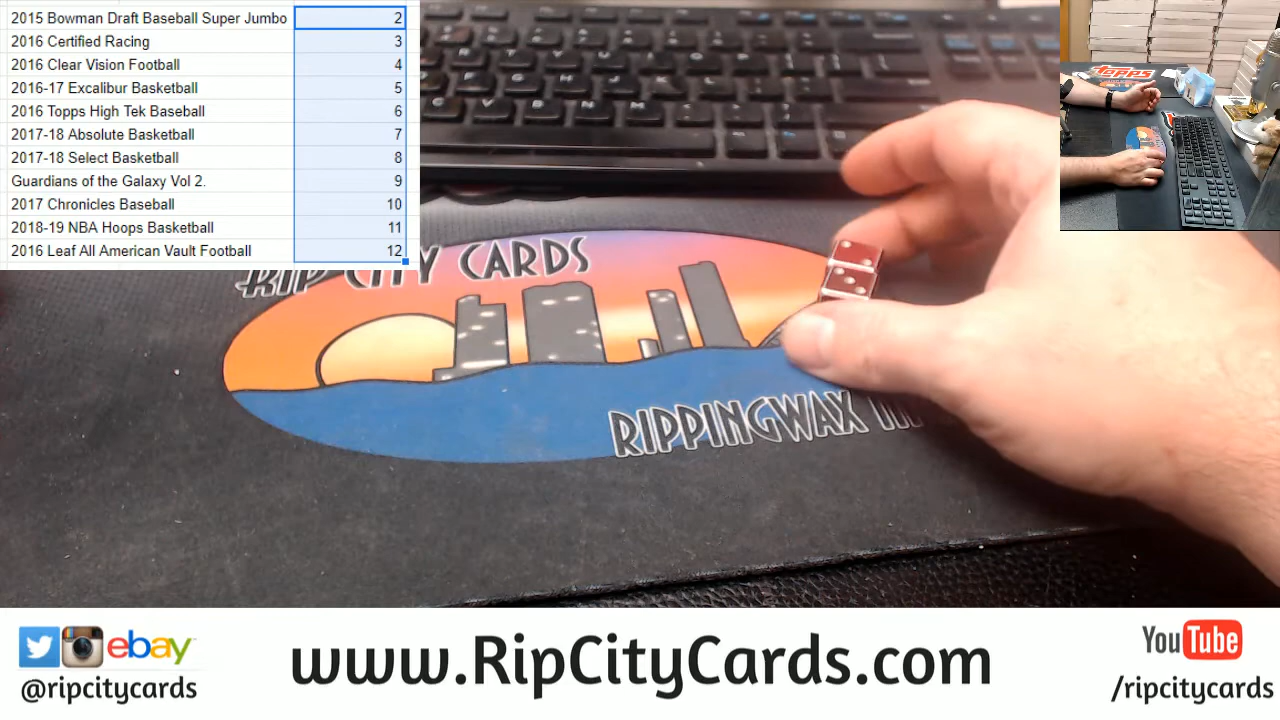 2015 Bowman Draft Baseball Super Jumbo 2
2016 Certified Racing 3
2016 Clear Vision Football 4
2016-17 Excalibur Basketball 5
2016 Topps High Tek Baseball 6
2017-18 Absolute Basketball 7
2017-18 Select Basketball 8
Guardians of the Galaxy Vol 2. 9
2017 Chronicles Baseball 10
2018-19 NBA Hoops Basketball 11
2016 Leaf All American Vault Football 12
TOPPS
RIP CITY CARDS
RIPPINGWAX
ebay
@ripcitycards
www.RipCityCards.com
YouTube
/ripcitycards